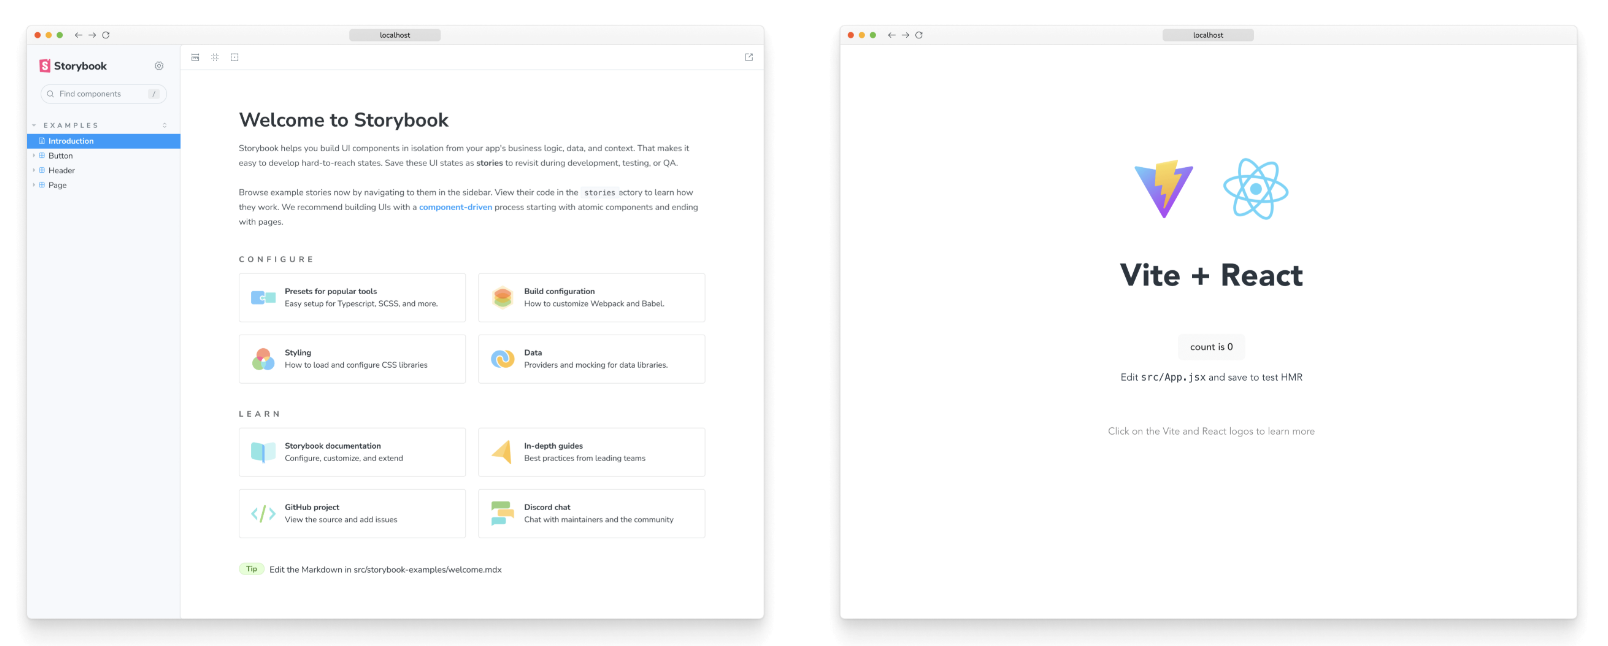 localhost
Storybook
Find components
/
EXAMPLES
Introduction
Button
Header
Page
Welcome to Storybook
Storybook helps you build UI components in isolation from your app's business logic, data, and context. That makes it
easy to develop hard-to-reach states. Save these UI states as stories to revisit during development, testing, or QA.
Browse example stories now by navigating to them in the sidebar. View their code in the stories ectory to learn how
they work. We recommend building UIs with a component-driven process starting with atomic components and ending
with pages.
CONFIGURE
Presets for popular tools
Easy setup for Typescript, SCSS, and more.
Build configuration
How to customize Webpack and Babel.
Styling
How to load and configure CSS libraries
Data
Providers and mocking for data libraries.
LEARN
Storybook documentation
Configure, customize, and extend
In-depth guides
Best practices from leading teams
GitHub project
View the source and add issues
Discord chat
Chat with maintainers and the community
Tip Edit the Markdown in src/storybook-examples/welcome.mdx
localhost
Vite + React
count is 0
Edit src/App.jsx and save to test HMR
Click on the Vite and React logos to learn more